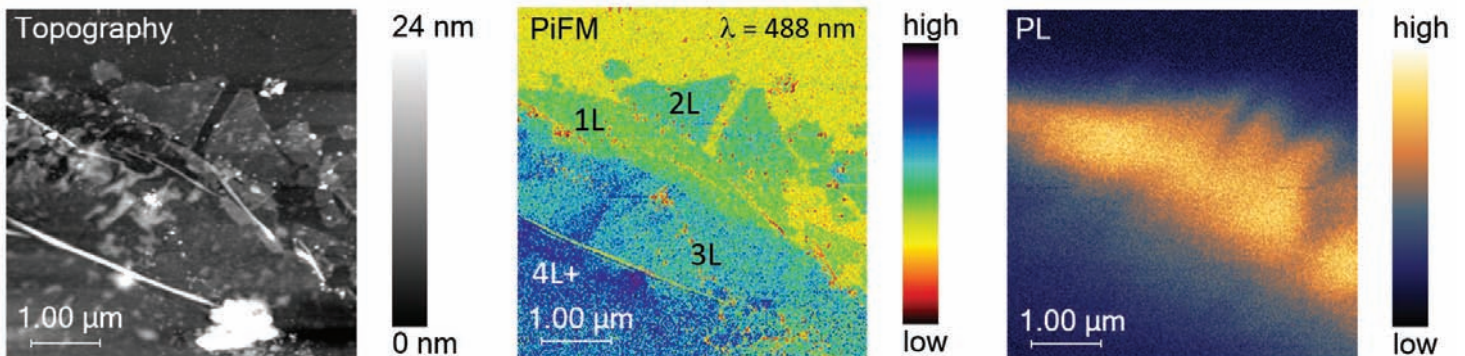 Topography
24 nm
0 nm
1.00 µm
PiFM
λ = 488 nm
1L
2L
3L
4L+
1.00 µm
high
low
PL
1.00 µm
high
low